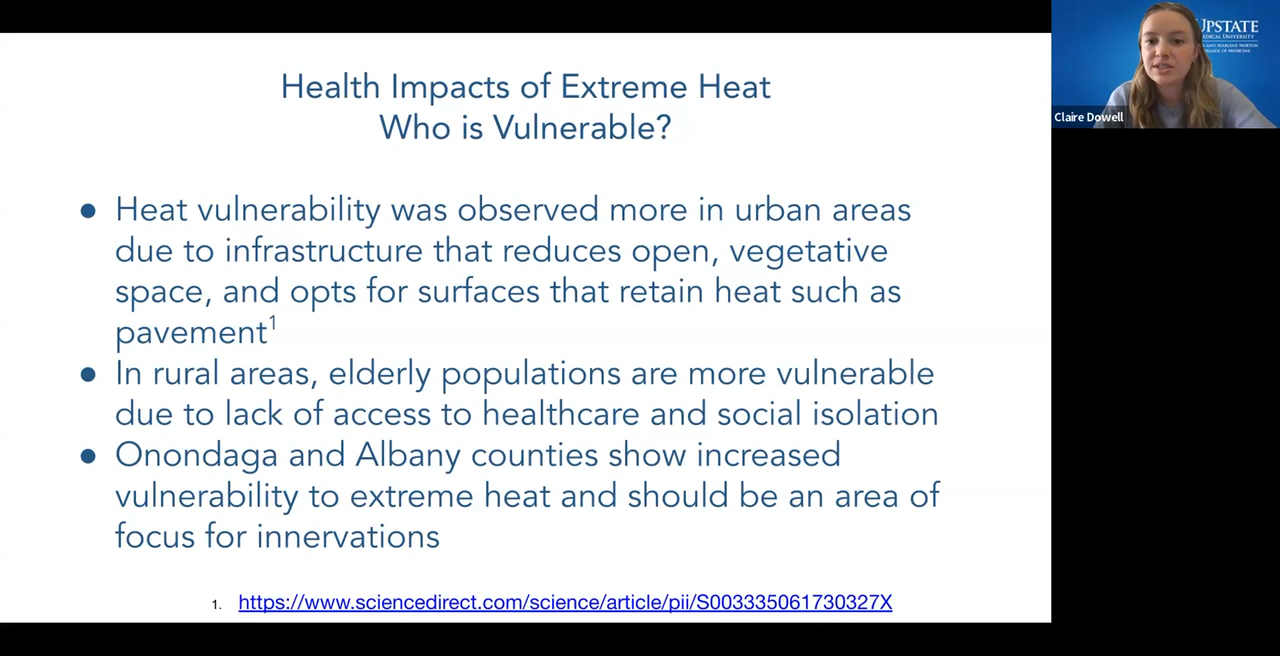 Health Impacts of Extreme Heat
Who is Vulnerable?
● Heat vulnerability was observed more in urban areas
due to infrastructure that reduces open, vegetative
space, and opts for surfaces that retain heat such as
pavement¹
● In rural areas, elderly populations are more vulnerable
due to lack of access to healthcare and social isolation
● Onondaga and Albany counties show increased
vulnerability to extreme heat and should be an area of
focus for innervations
1. https://www.sciencedirect.com/science/article/pii/S003335061730327X
UPSTATE
MEDICAL UNIVERSITY
AND MARLENE NORTON
COLLEGE OF MEDICINE
Claire Dowell